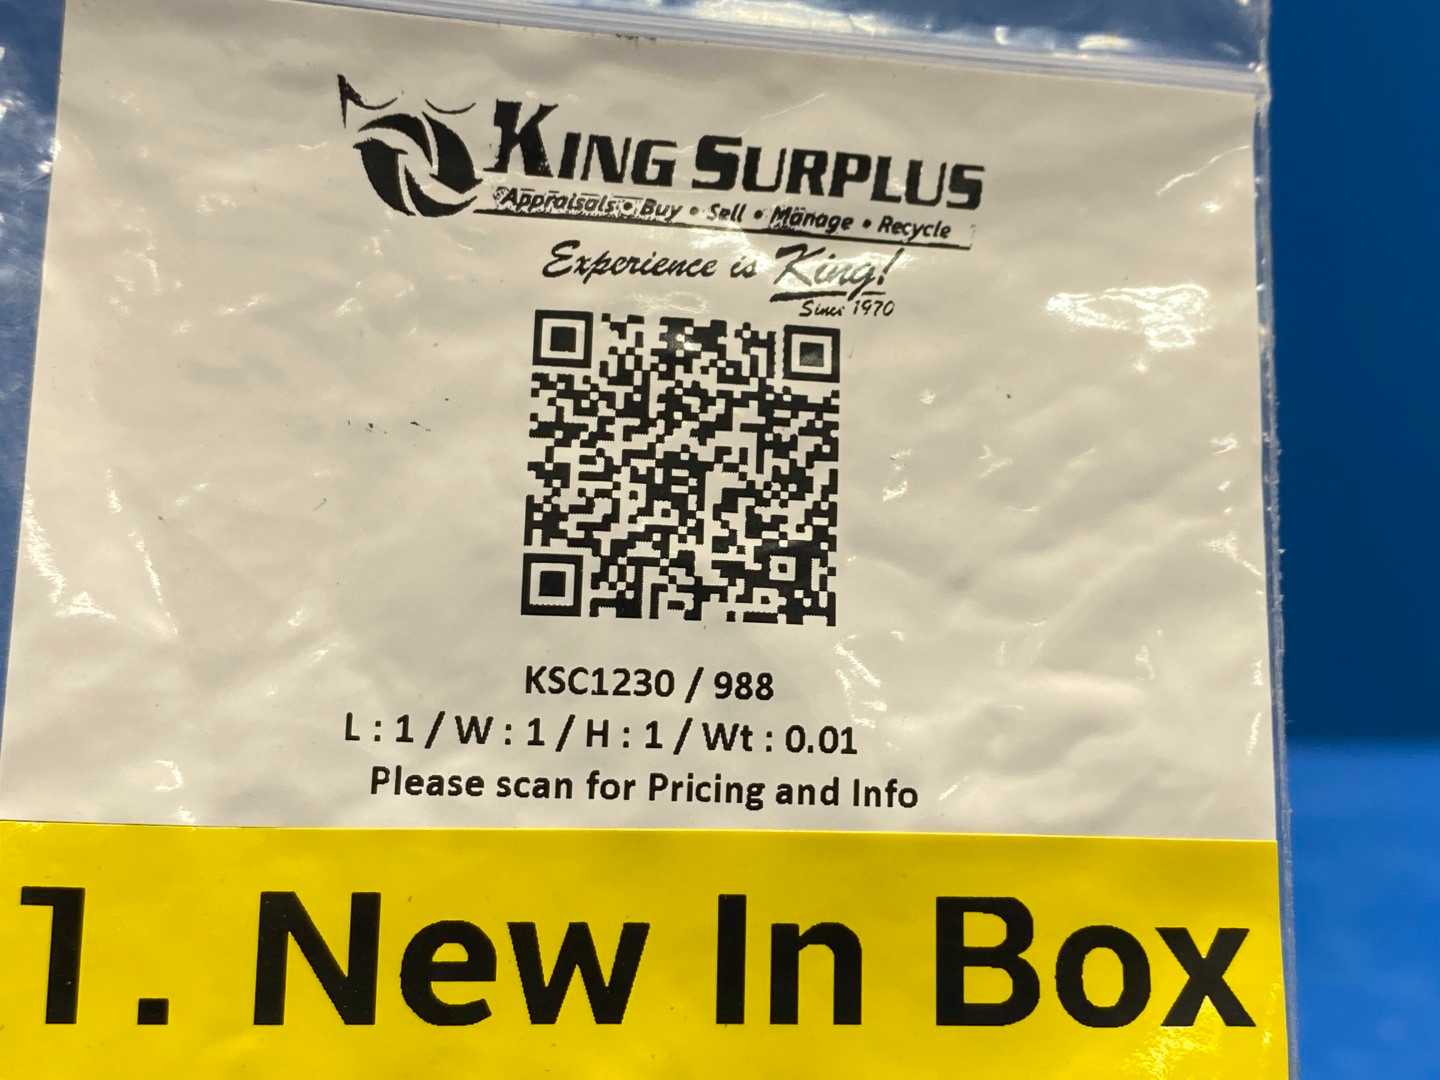 KING SURPLUS
Appraisals • Buy • Sell • Manage • Recycle
Experience is King!
Since 1970
KSC1230 / 988
L : 1 / W : 1 / H : 1 / Wt : 0.01
Please scan for Pricing and Info
1. New In Box